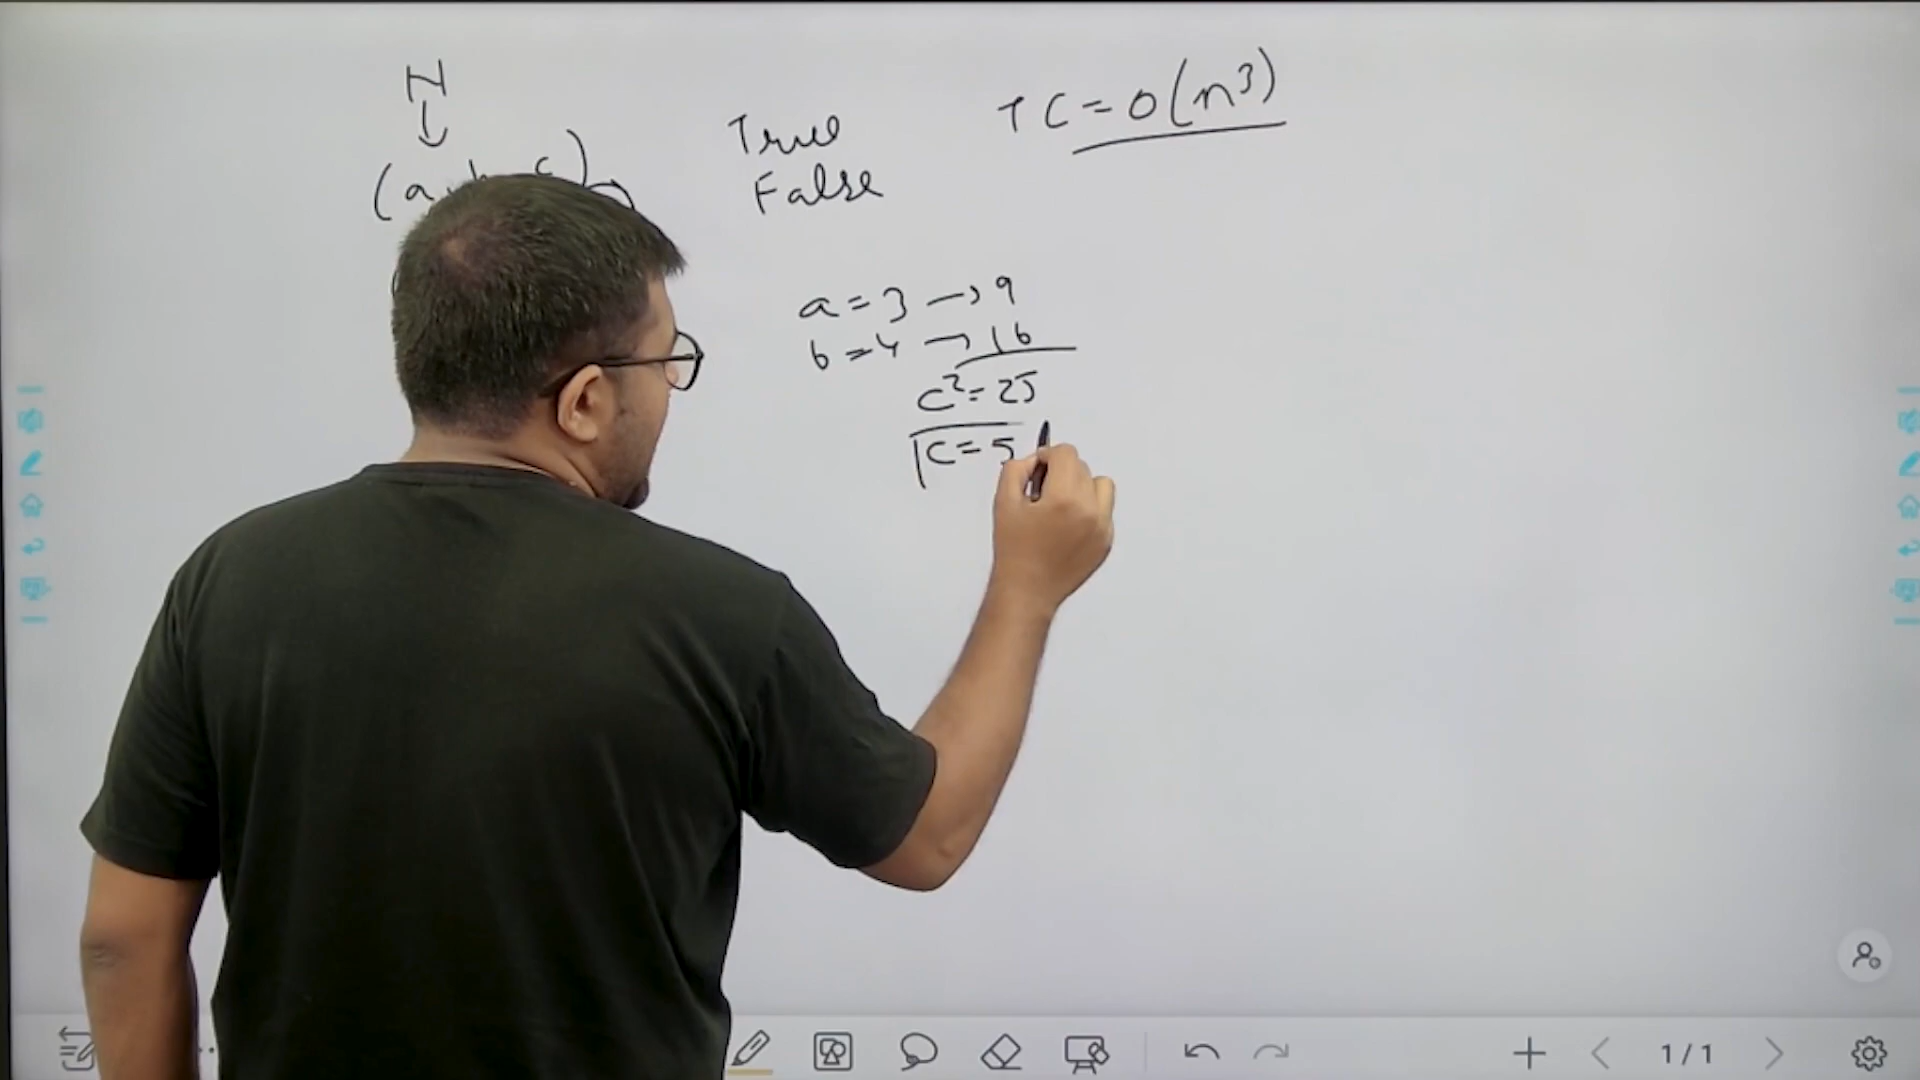 N
(a
True
False
TC = O(n³)
a = 3 → 9
b = 4 → 16
c² = 25
c = 5
1/1